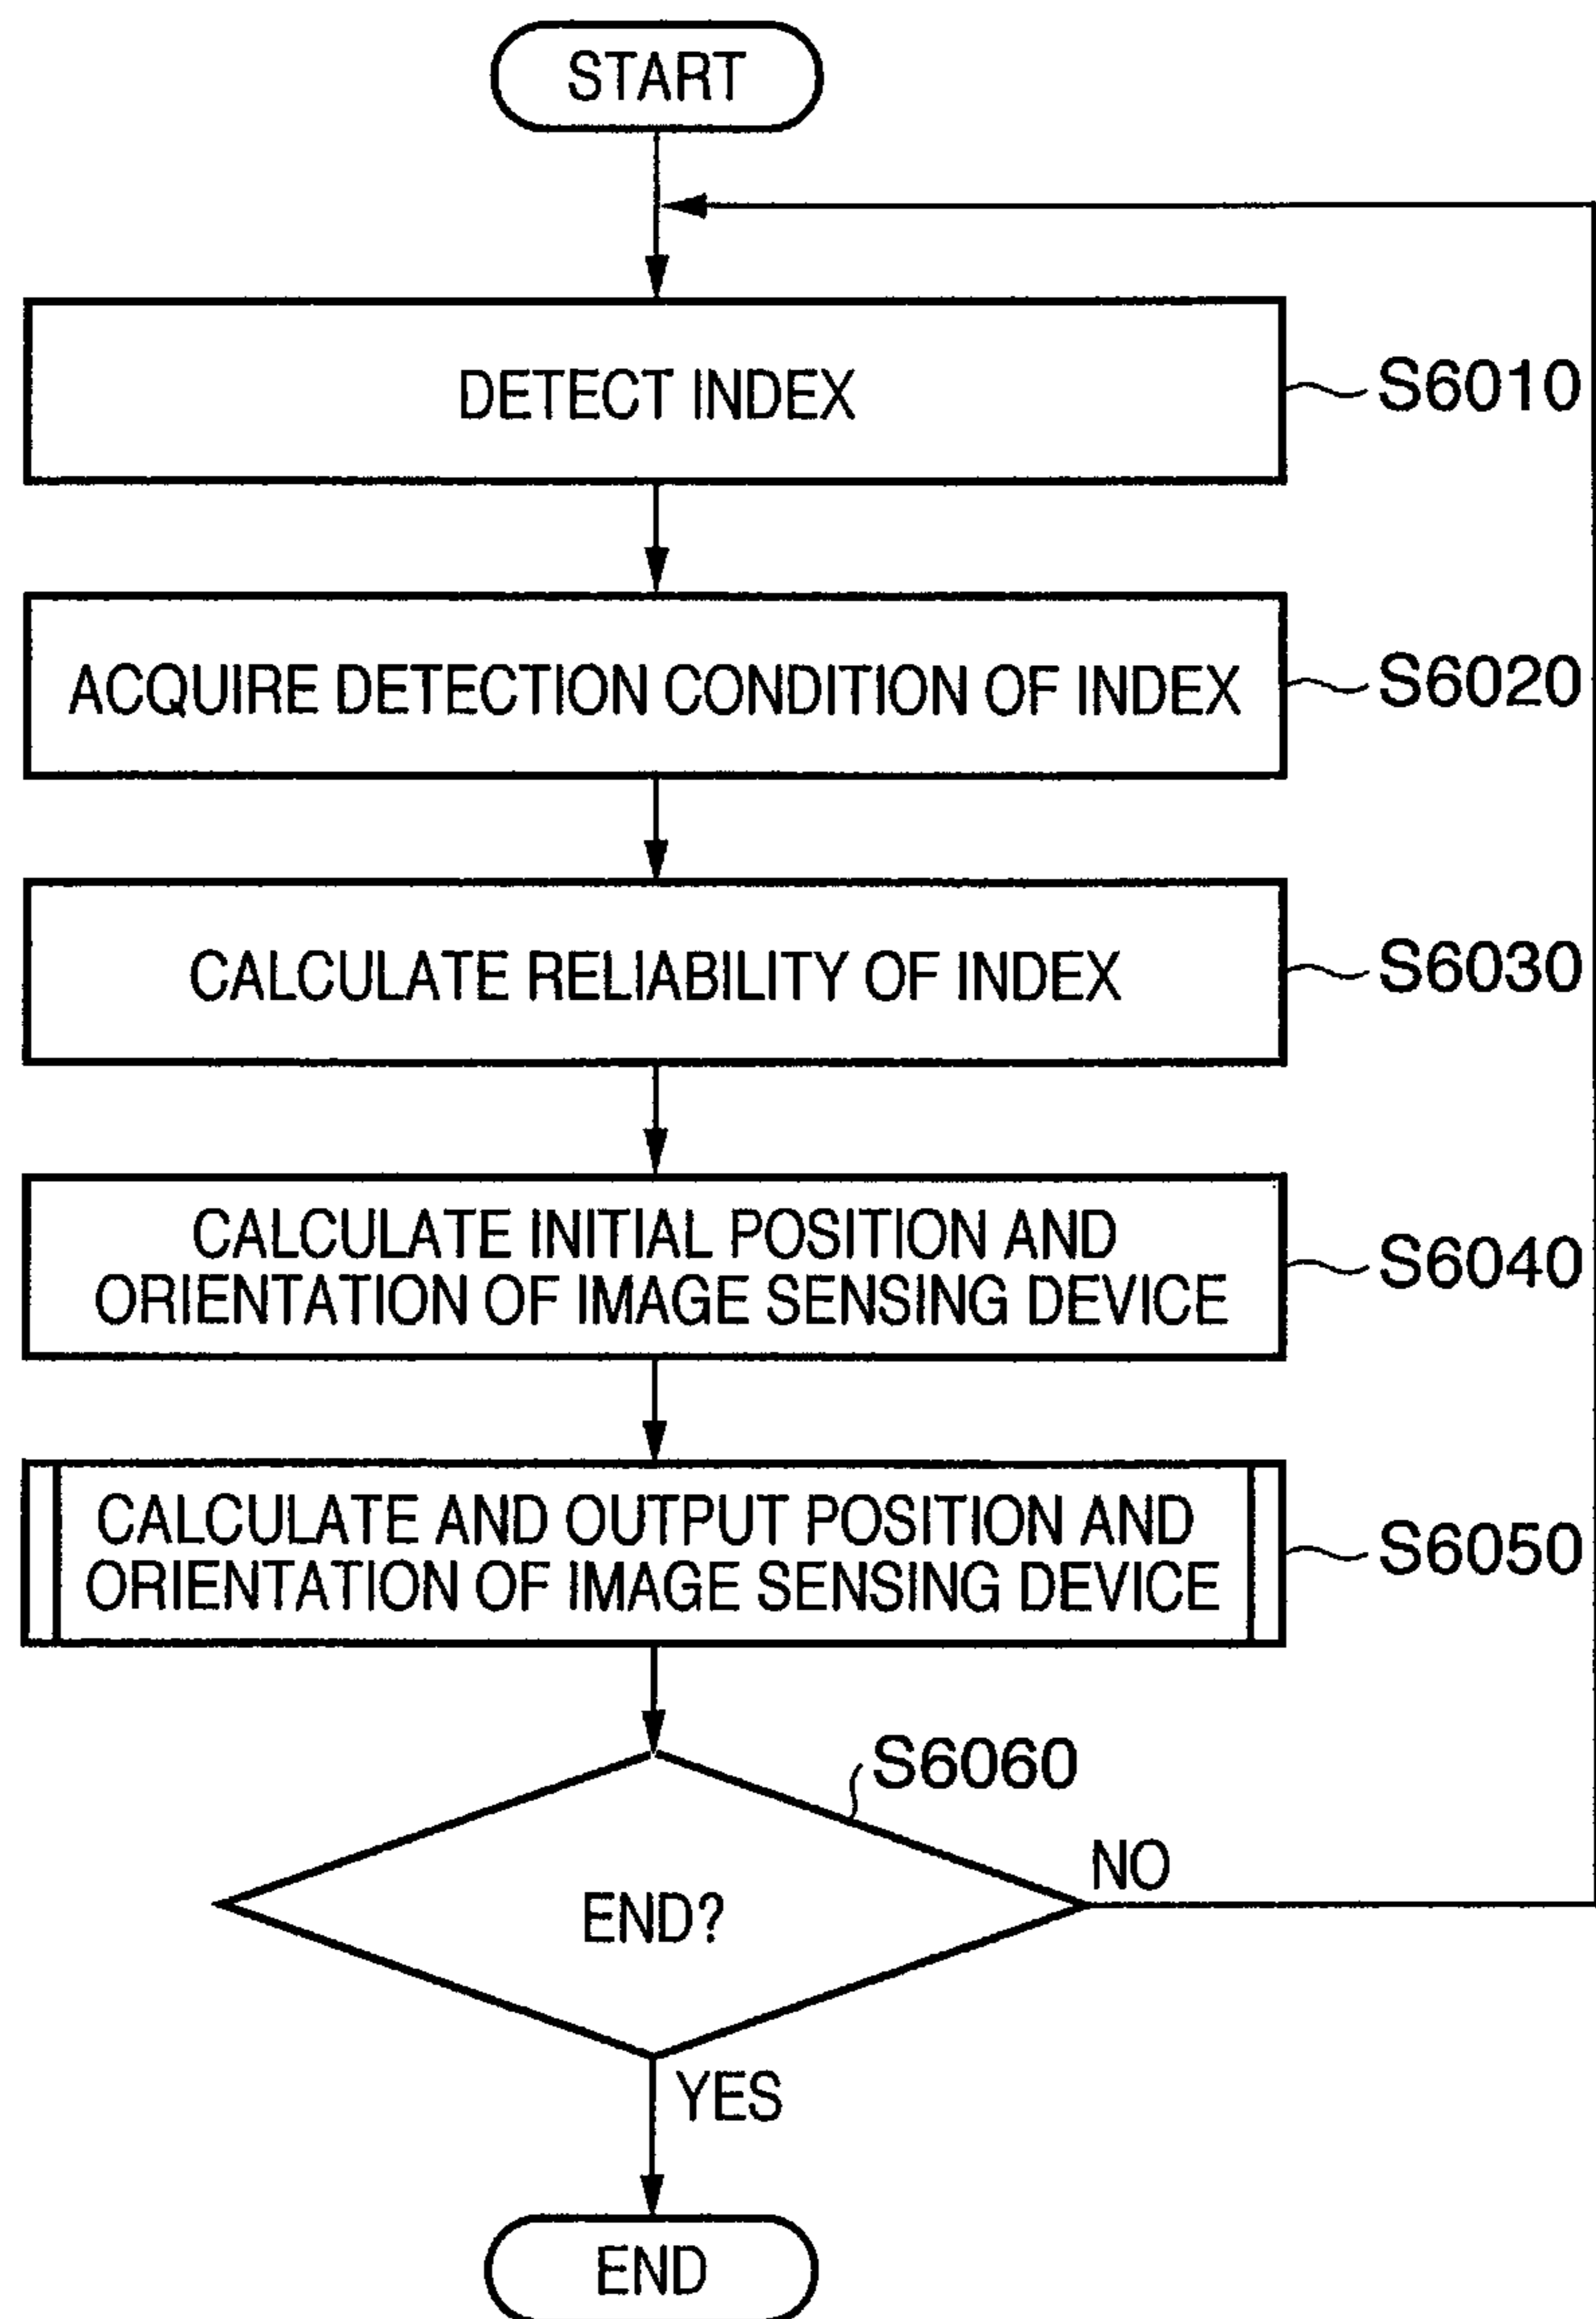 START
DETECT INDEX
S6010
ACQUIRE DETECTION CONDITION OF INDEX
S6020
CALCULATE RELIABILITY OF INDEX
S6030
CALCULATE INITIAL POSITION AND
ORIENTATION OF IMAGE SENSING DEVICE
S6040
CALCULATE AND OUTPUT POSITION AND
ORIENTATION OF IMAGE SENSING DEVICE
S6050
S6060
END?
NO
YES
END